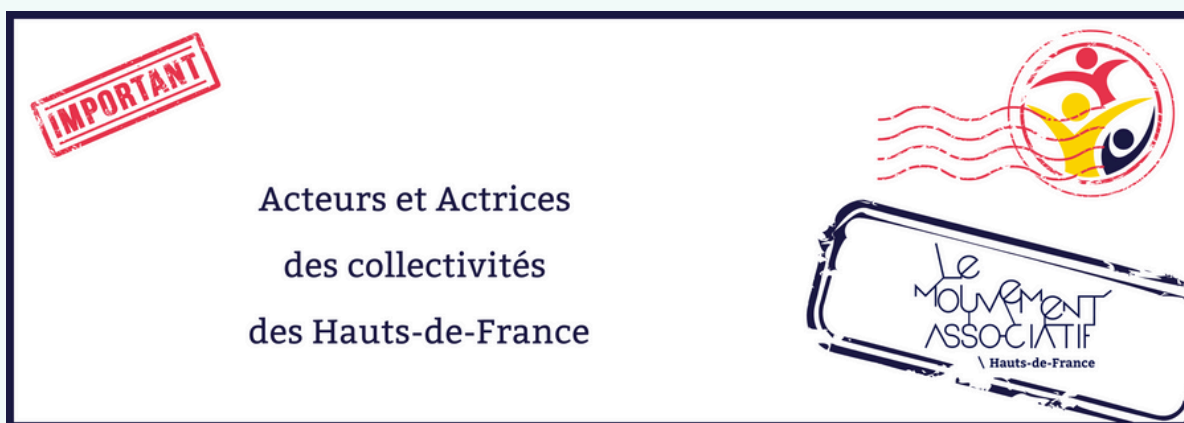 IMPORTANT
Acteurs et Actrices
des collectivités
des Hauts-de-France
Le
MOUVEMENT
ASSOCIATIF
\ Hauts-de-France